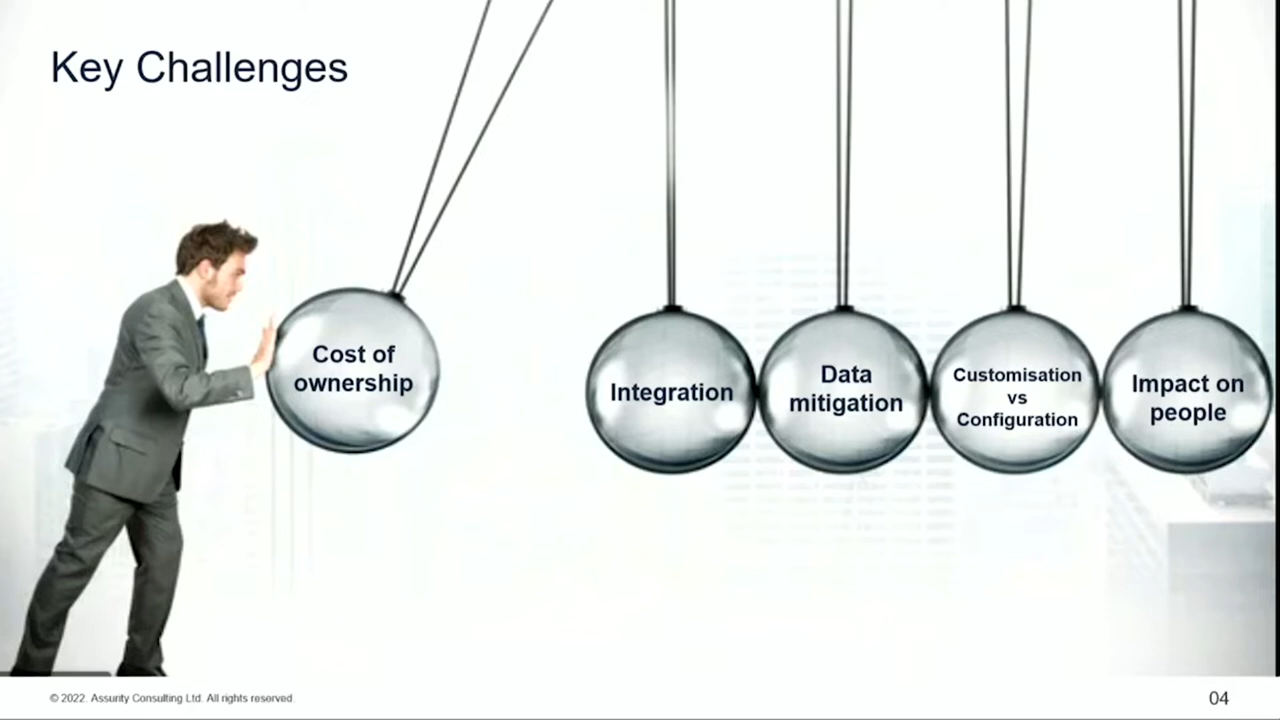 Key Challenges
Cost of
ownership
Integration
Data
mitigation
Customisation
vs
Configuration
Impact on
people
© 2022. Assurity Consulting Ltd. All rights reserved.
04